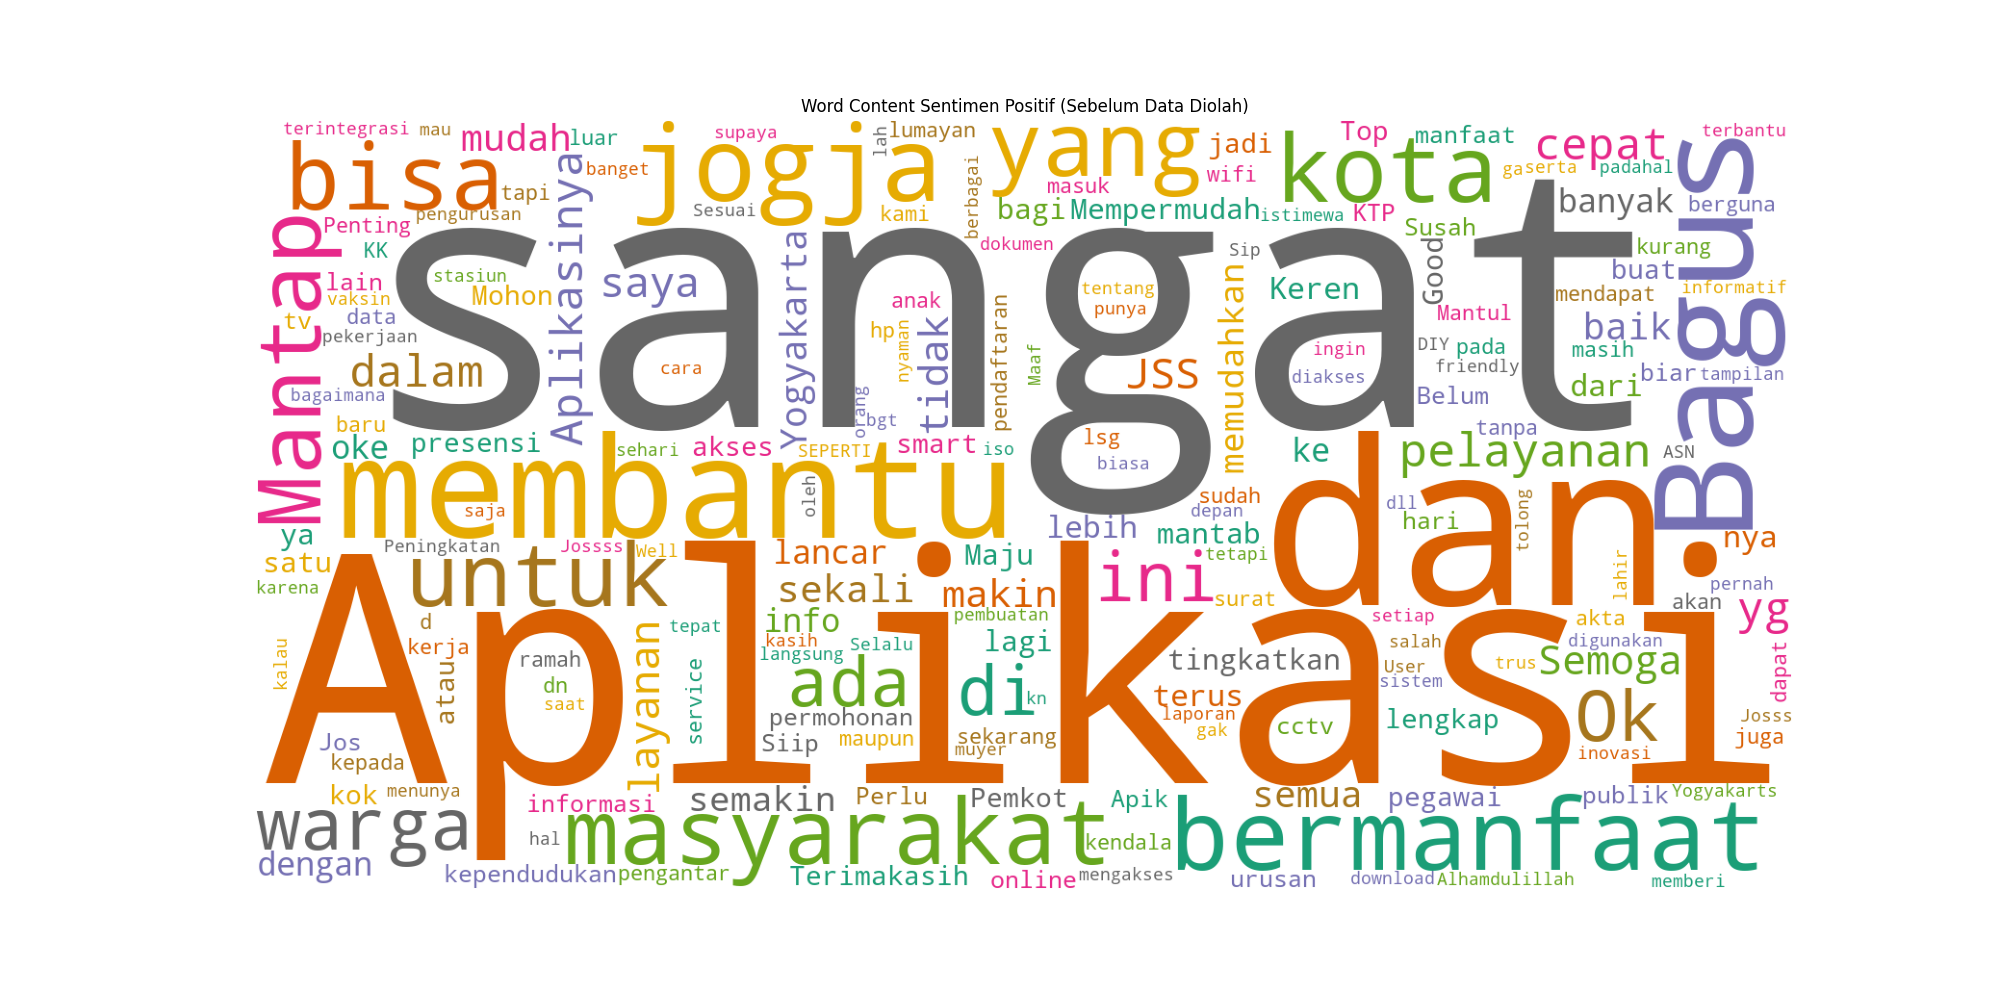 Word Content Sentimen Positif (Sebelum Data Diolah)
terintegrasi
mau
mudah
luar
supaya
lah
lumayan
yang
jadi
Top
manfaat
cepat
terbantu
bisa
tapi
banget
jogja
berbagai
masuk
wifi
kota
ga
serta
padahal
Bagus
Mantap
Penting
pengurusan
Aplikasinya
Sesuai
kami
bagi
Mempermudah
istimewa
KTP
Susah
banyak
berguna
KK
dokumen
Sip
Good
kurang
sangat
lain
stasiun
Mohon
saya
Yogyakarta
anak
tentang
punya
memudahkan
Keren
buat
mendapat
informatif
vaksin
tv
data
pekerjaan
hp
nyaman
tidak
pendaftaran
Maaf
Mantul
baik
dalam
cara
JSS
ingin
diakses
DIY
pada
friendly
masih
biar
tampilan
bagaimana
orang
bgt
Belum
dari
baru
oke
presensi
sehari
akses
SEPERTI
smart
iso
lsg
biasa
ke
tanpa
pelayanan
ASN
membantu
saja
oleh
sudah
depan
dan
dll
hari
tolong
ya
Peningkatan
Jossss
Well
lancar
Maju
lebih
mantab
tetapi
nya
satu
karena
untuk
sekali
makin
ini
surat
lahir
pernah
Aplikasi
d
kerja
atau
layanan
tepat
info
kasih
langsung
Selalu
pembuatan
lagi
setiap
akta
akan
yg
kalau
ramah
dn
saat
service
ada
di
kn
tingkatkan
terus
salah
User
sistem
trus
digunakan
Semoga
dapat
permohonan
Siip
maupun
sekarang
muyer
laporan
gak
cctv
lengkap
Ok
inovasi
Josss
juga
Jos
kepada
kok
menunya
informasi
semakin
Perlu
Pemkot
Apik
semua
pegawai
publik
Yogyakarts
warga
hal
masyarakat
kendala
bermanfaat
dengan
kependudukan
pengantar
Terimakasih
online
mengakses
urusan
download
Alhamdulillah
memberi